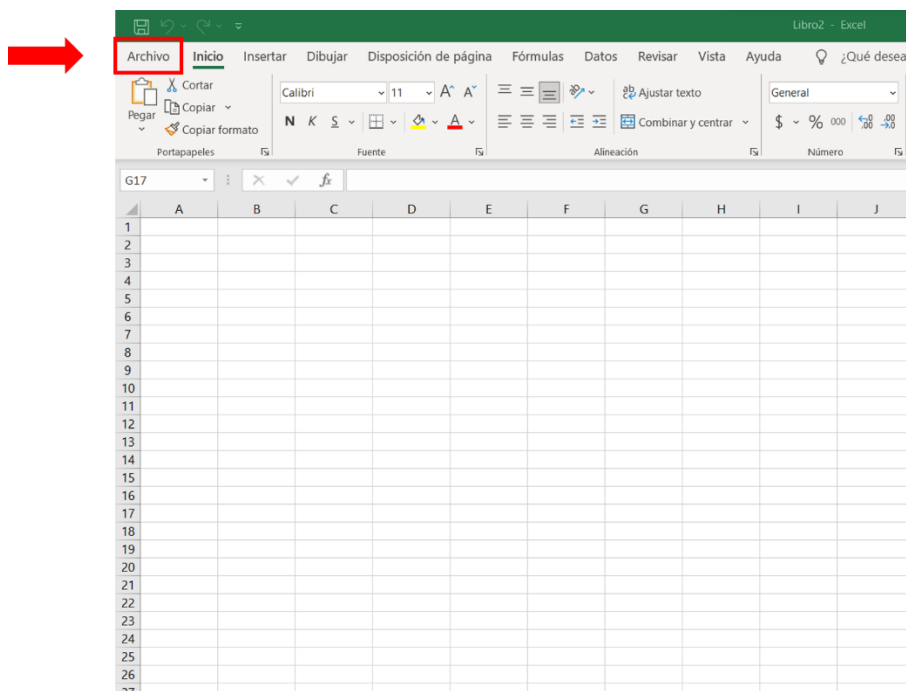 Libro2 - Excel
Archivo Inicio Insertar Dibujar Disposición de página Fórmulas Datos Revisar Vista Ayuda ¿Qué desea
Pegar
Cortar
Copiar
Copiar formato
Portapapeles
Calibri 11 A A
N K S A
Fuente
ab Ajustar texto
Combinar y centrar
Alineación
General
$ % 000
Número
G17 fx
A B C D E F G H I J
1
2
3
4
5
6
7
8
9
10
11
12
13
14
15
16
17
18
19
20
21
22
23
24
25
26
27